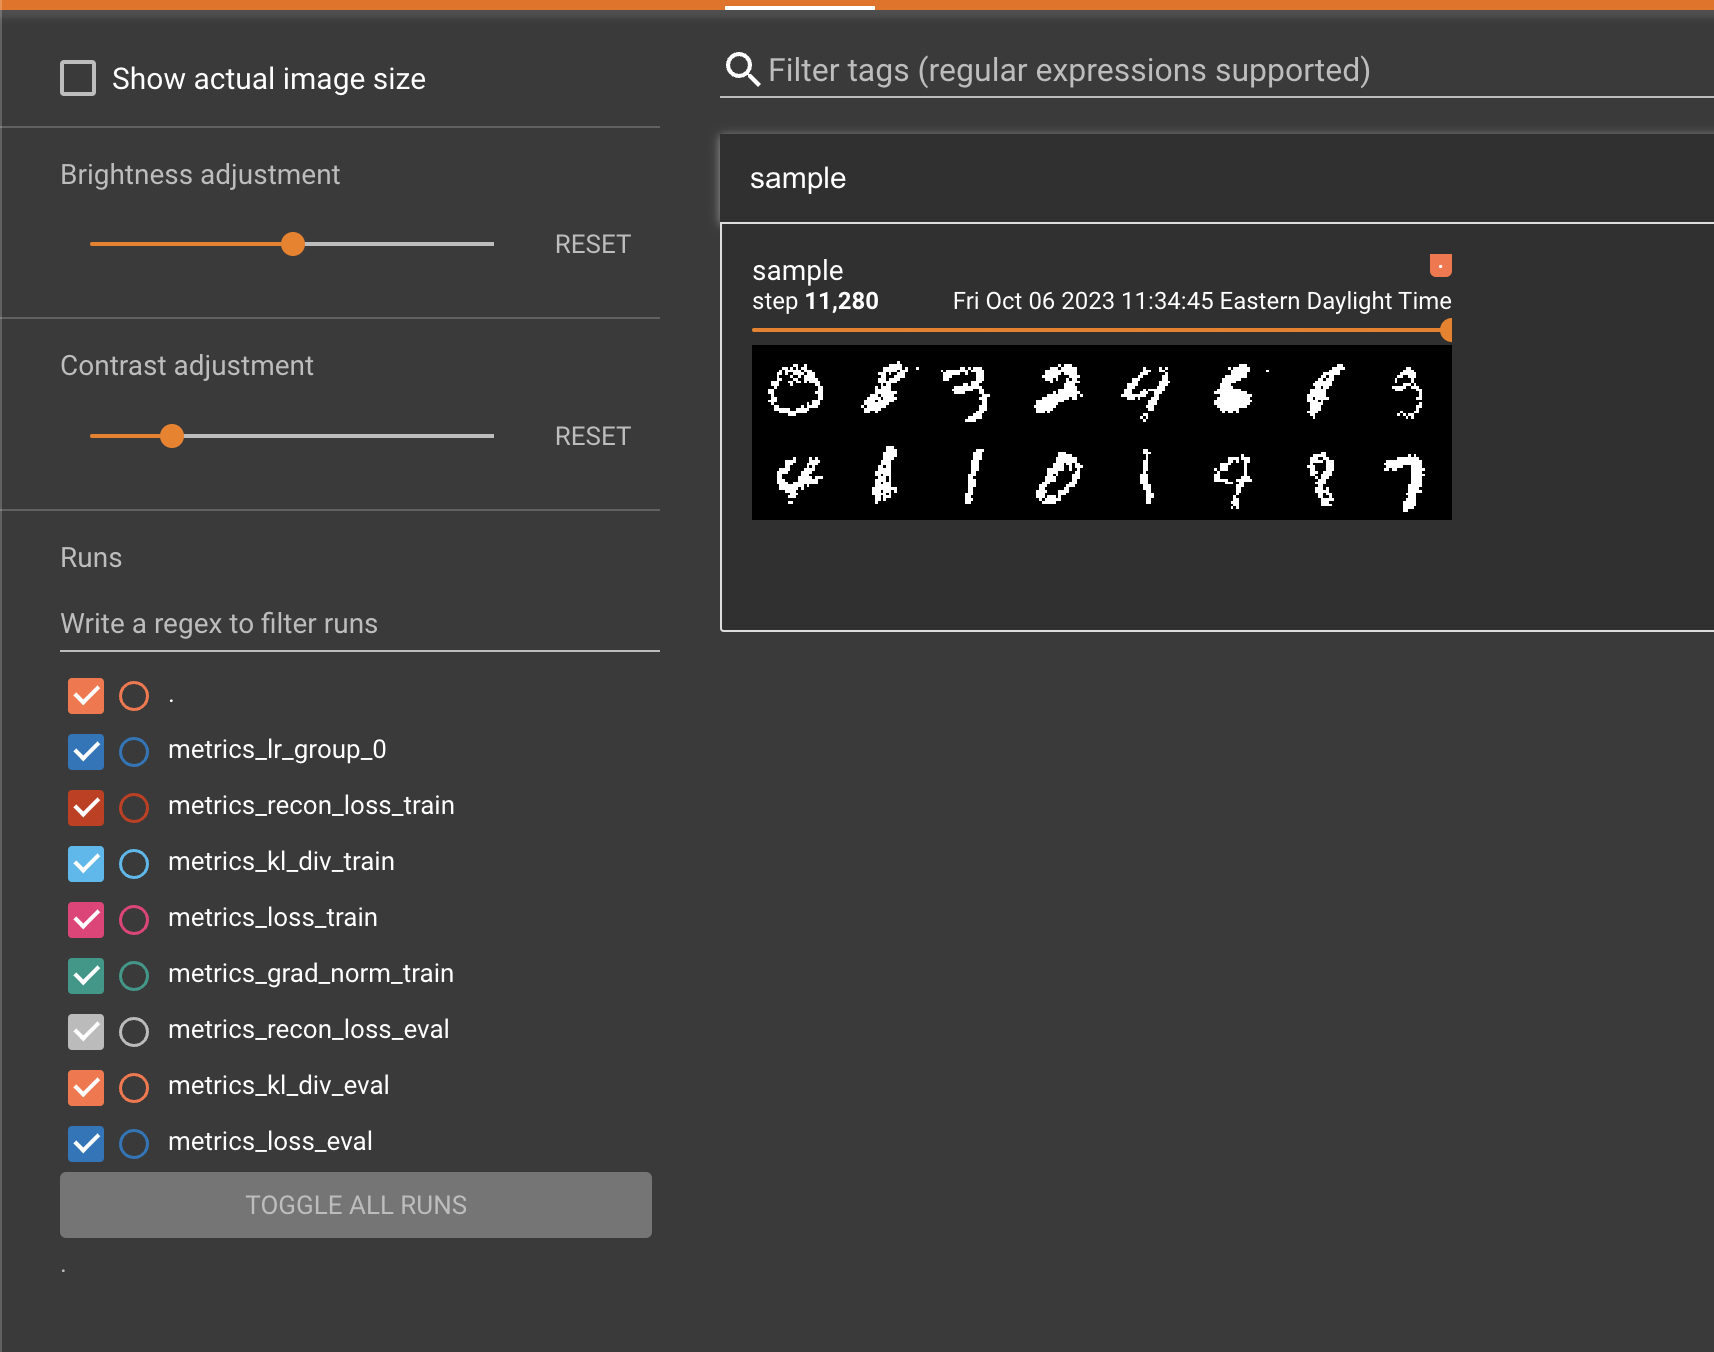 Show actual image size
Filter tags (regular expressions supported)
Brightness adjustment
RESET
Contrast adjustment
RESET
Runs
Write a regex to filter runs
.
metrics_lr_group_0
metrics_recon_loss_train
metrics_kl_div_train
metrics_loss_train
metrics_grad_norm_train
metrics_recon_loss_eval
metrics_kl_div_eval
metrics_loss_eval
TOGGLE ALL RUNS
.
sample
sample
step 11,280 Fri Oct 06 2023 11:34:45 Eastern Daylight Time